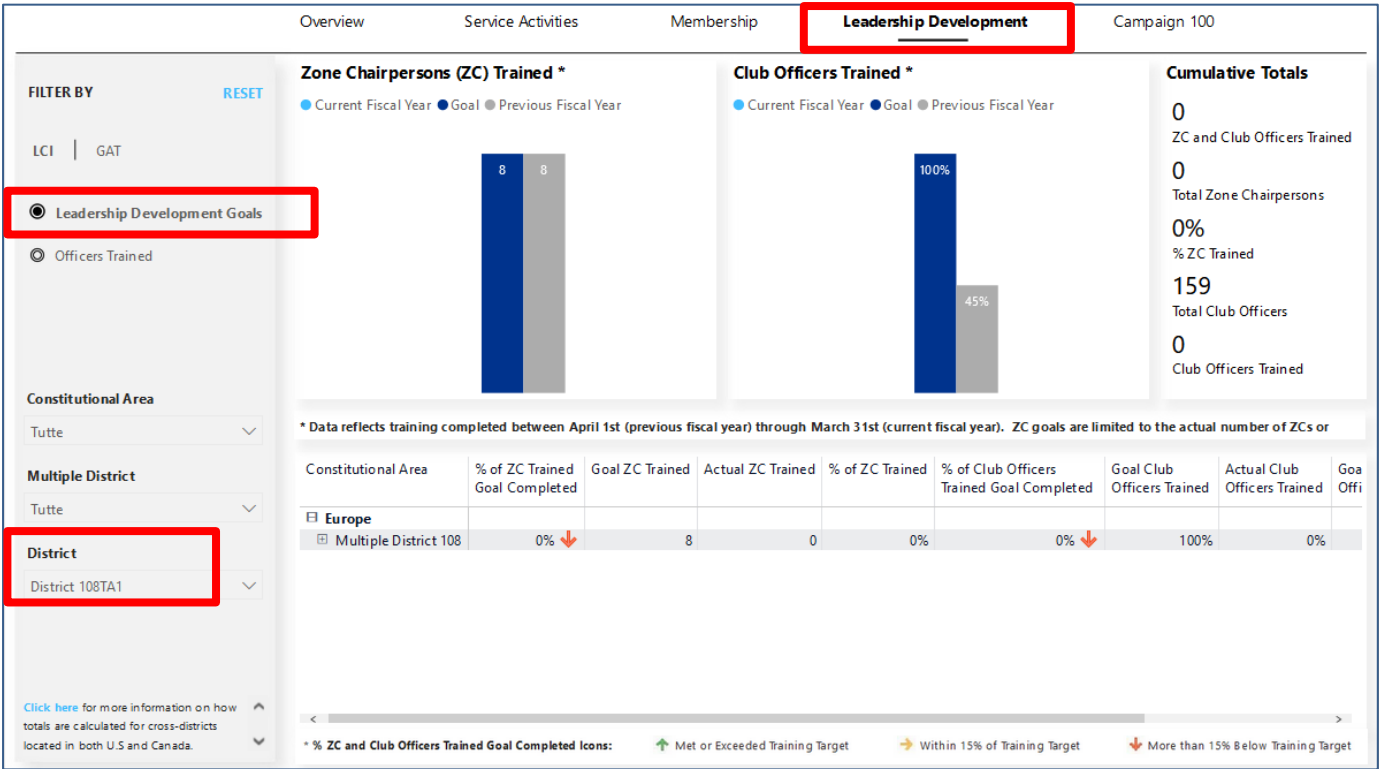 Overview Service Activities Membership Leadership Development Campaign 100
FILTER BY RESET
LCI | GAT
Leadership Development Goals
Officers Trained
Constitutional Area
Tutte
Multiple District
Tutte
District
District 108TA1
Click here for more information on how
totals are calculated for cross-districts
located in both U.S and Canada.
Zone Chairpersons (ZC) Trained *
Current Fiscal Year Goal Previous Fiscal Year
8 8
Club Officers Trained *
Current Fiscal Year Goal Previous Fiscal Year
100%
45%
Cumulative Totals
0
ZC and Club Officers Trained
0
Total Zone Chairpersons
0%
% ZC Trained
159
Total Club Officers
0
Club Officers Trained
* Data reflects training completed between April 1st (previous fiscal year) through March 31st (current fiscal year). ZC goals are limited to the actual number of ZCs or
Constitutional Area % of ZC Trained Goal ZC Trained Actual ZC Trained % of ZC Trained % of Club Officers Goal Club Actual Club Goa
Goal Completed Trained Goal Completed Officers Trained Officers Trained Offi
Europe
Multiple District 108 0% 8 0 0% 0% 100% 0%
* % ZC and Club Officers Trained Goal Completed Icons: Met or Exceeded Training Target Within 15% of Training Target More than 15% Below Training Target